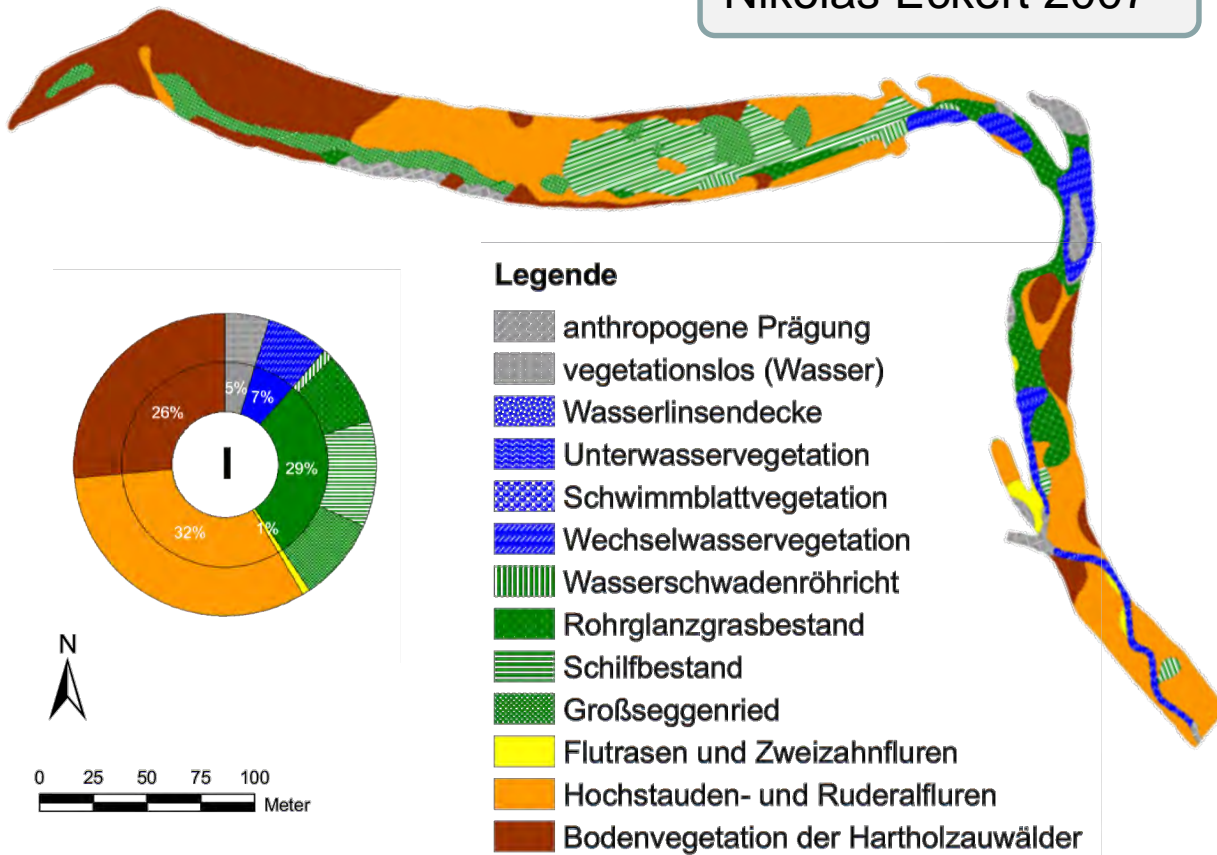 Nikolas Eckert 2007
Legende
anthropogene Prägung
vegetationslos (Wasser)
Wasserlinsendecke
Unterwasservegetation
Schwimmblattvegetation
Wechselwasservegetation
Wasserschwadenröhricht
Rohrglanzgrasbestand
Schilfbestand
Großseggenried
Flutrasen und Zweizahnfluren
Hochstauden- und Ruderalfluren
Bodenvegetation der Hartholzauwälder
5%
7%
26%
I
29%
32%
1%
N
0 25 50 75 100
Meter